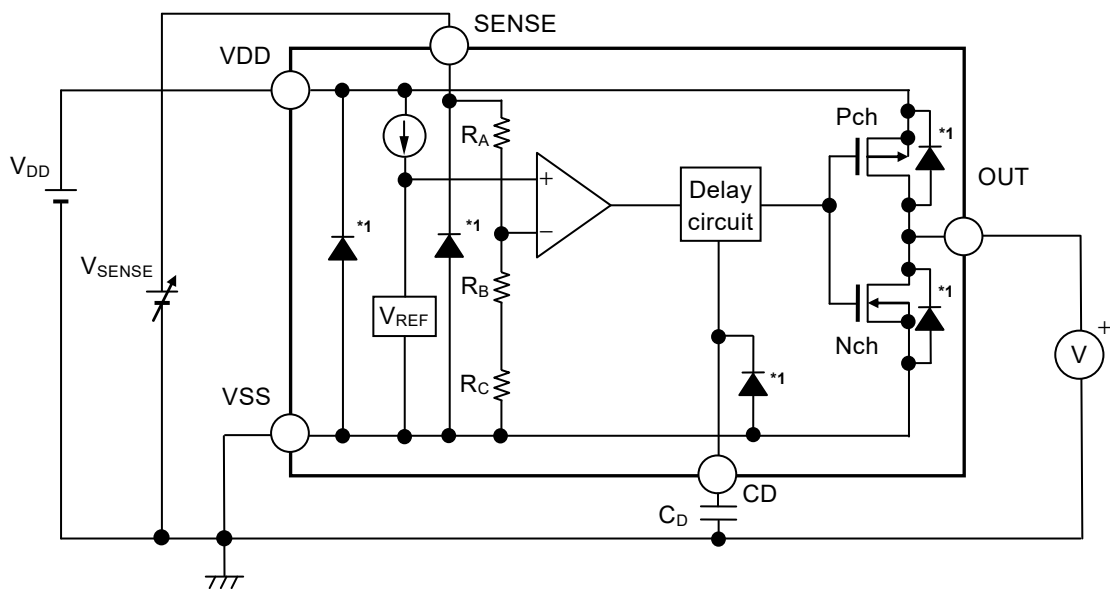 SENSE
VDD
Pch
*1
RA
OUT
VDD
+
Delay
circuit
*1
*1
−
VSENSE
RB
*1
VREF
+
V
Nch
RC
VSS
*1
CD
CD